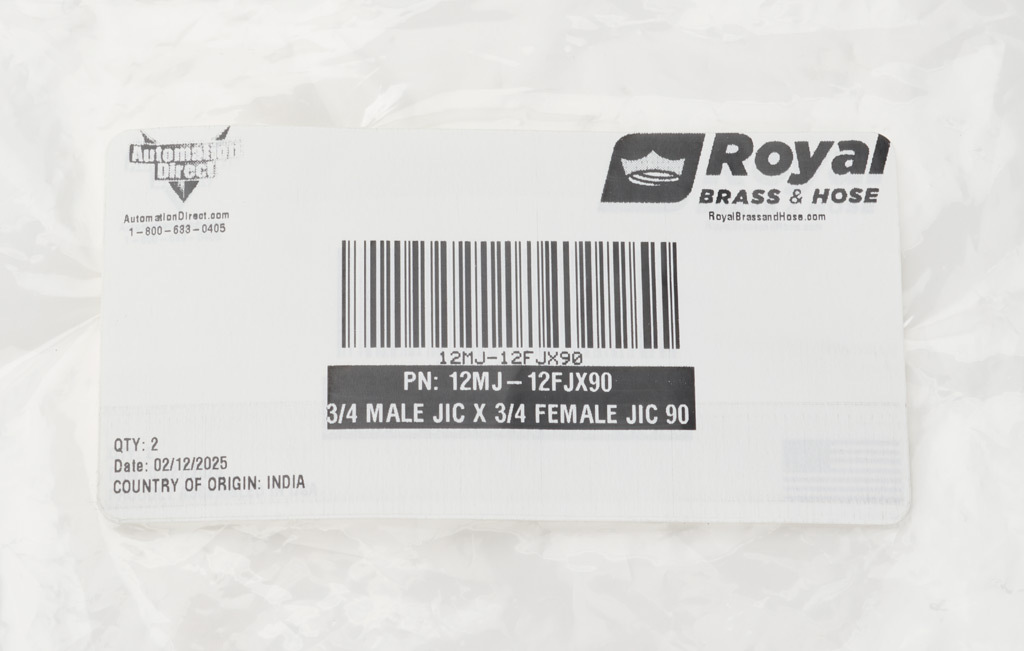 Automation
Direct
AutomationDirect.com
1-800-633-0405
Royal
BRASS & HOSE
RoyalBrassandHose.com
12MJ-12FJX90
PN: 12MJ-12FJX90
3/4 MALE JIC X 3/4 FEMALE JIC 90
QTY: 2
Date: 02/12/2025
COUNTRY OF ORIGIN: INDIA